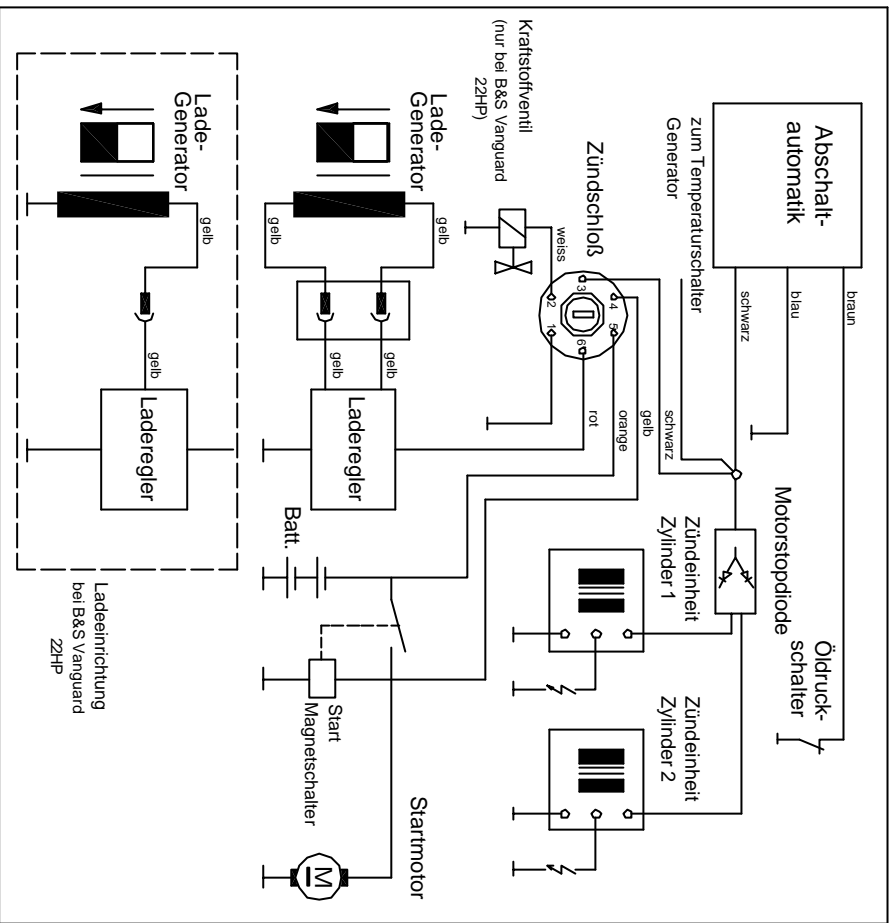 Abschalt-
automatik
braun
blau
schwarz
zum Temperaturschalter
Generator
Öldruck-
schalter
Motorstopdiode
Zündeinheit
Zylinder 1
Zündeinheit
Zylinder 2
Zündschloß
1
2
3
4
5
6
schwarz
gelb
orange
rot
weiss
Kraftstoffventil
(nur bei B&S Vanguard
22HP)
Lade-
Generator
gelb
gelb
gelb
gelb
Laderegler
Batt.
Start
Magnetschalter
Startmotor
M
Lade-
Generator
gelb
gelb
Laderegler
Ladeeinrichtung
bei B&S Vanguard
22HP